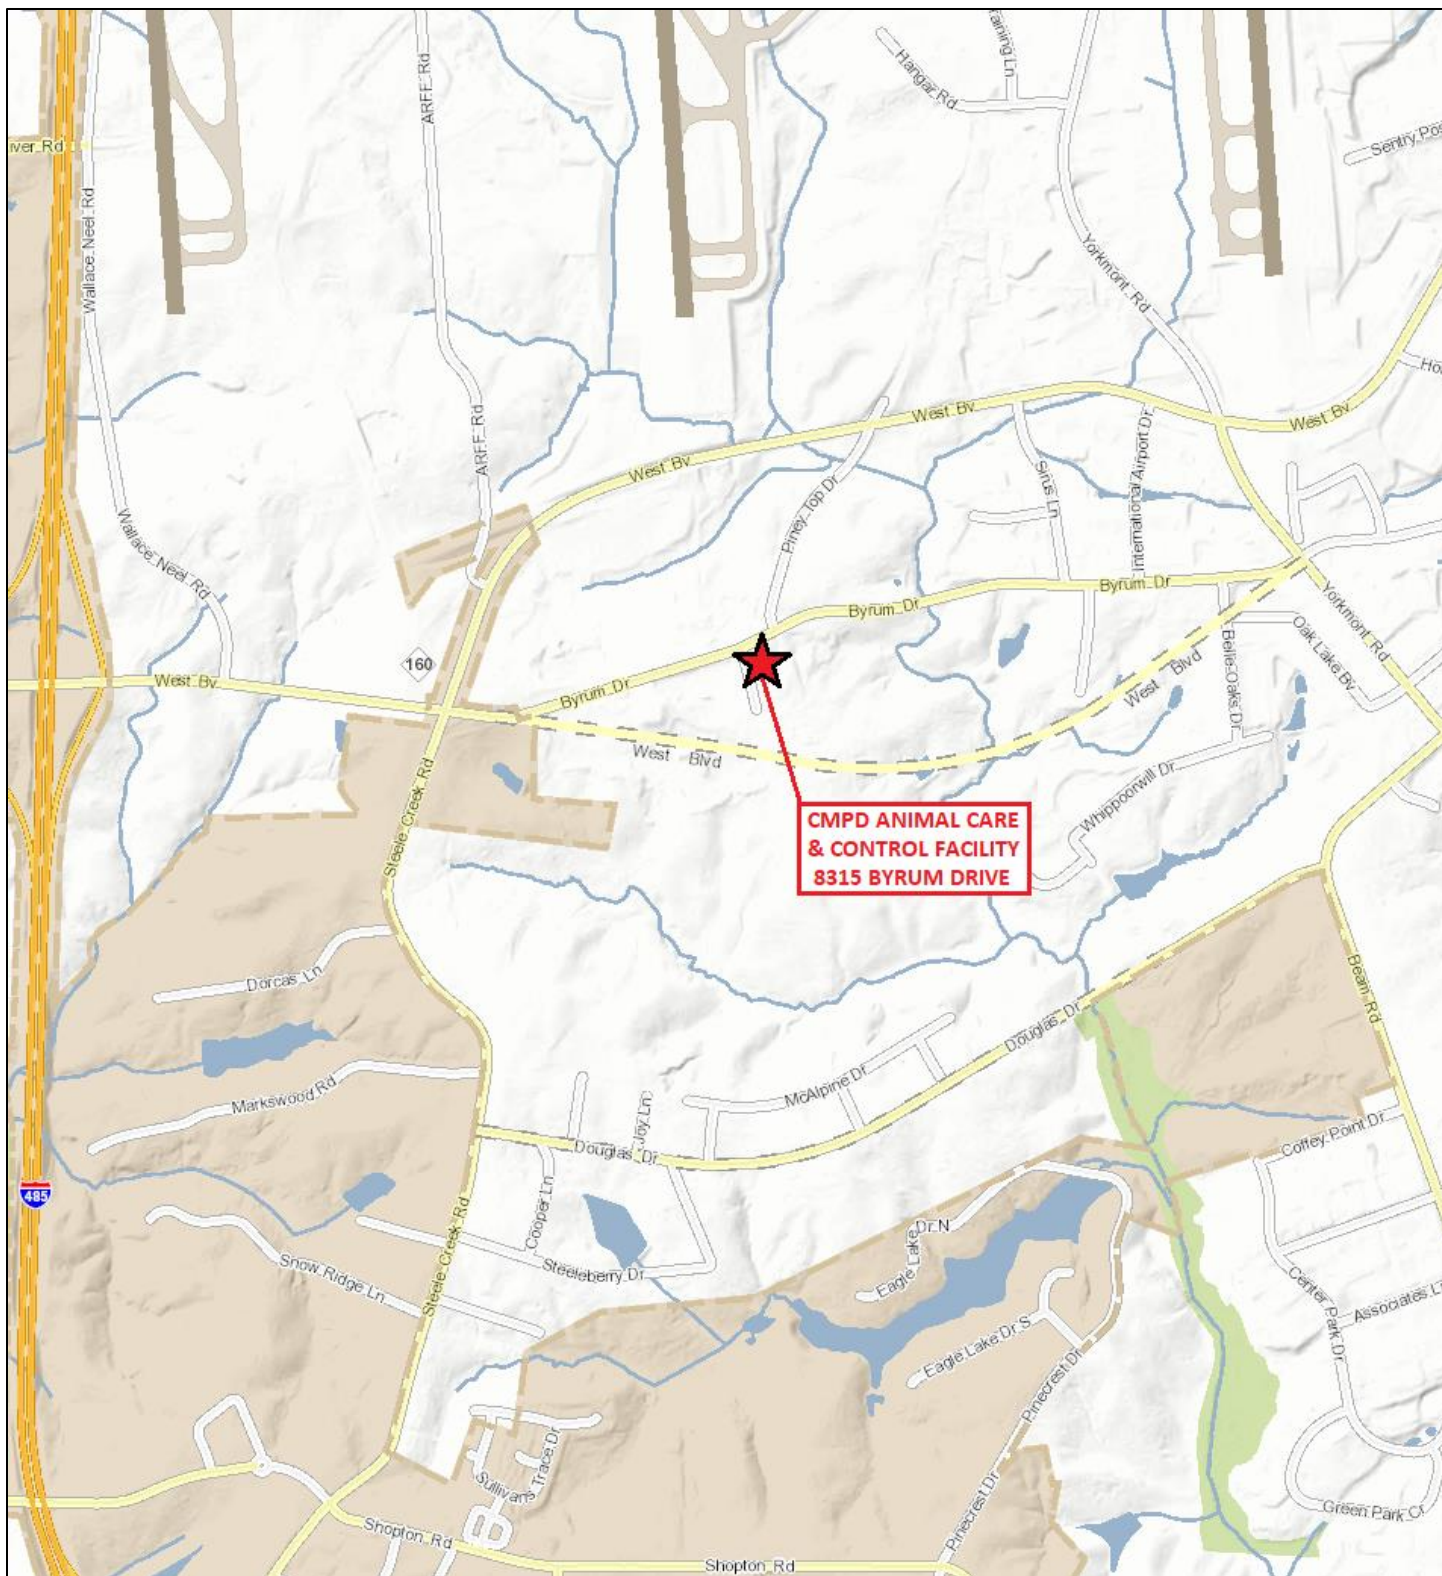 ARFF Rd
Hangar Rd
iver Rd
Sentry Pos
Wallace Neel Rd
Yorkmont Rd
West Bv
West Bv
West Bv
ARFF Rd
Sirus Ln
International Airport Dr
Piney Top Dr
Wallace Neel Rd
Byrum Dr
Byrum Dr
Yorkmont Rd
160
Oak Lake Bv
West Bv
Byrum Dr
West Blvd
Belle Oaks Dr
West Blvd
Whippoorwill Dr
CMPD ANIMAL CARE
& CONTROL FACILITY
8315 BYRUM DRIVE
Steele Creek Rd
Dorcas Ln
Beam Rd
Douglas Dr
Markswood Rd
McAlpine Dr
Joy Ln
Coffey Point Dr
Douglas Dr
485
Cooper Ln
Eagle Lake Dr N
Steeleberry Dr
Snow Ridge Ln
Steele Creek Rd
Center Park Dr
Associates L
Eagle Lake Dr S
Pinecrest Dr
Sullivans Trace Dr
Pinecrest Dr
Green Park Cr
Shopton Rd
Shopton Rd